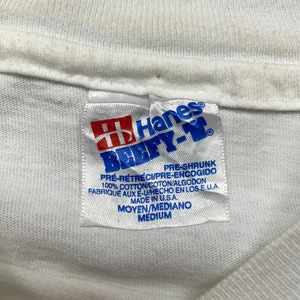 H Hanes®
BEEFY-T®
PRE-SHRUNK
PRÉ-RÉTRÉCI/PRE-ENCOGIDO
100% COTTON/COTON/ALGODON
FABRIQUE AUX E-U/HECHO EN LOS E.U.A.
MADE IN U.S.A.
MOYEN/MEDIANO
MEDIUM